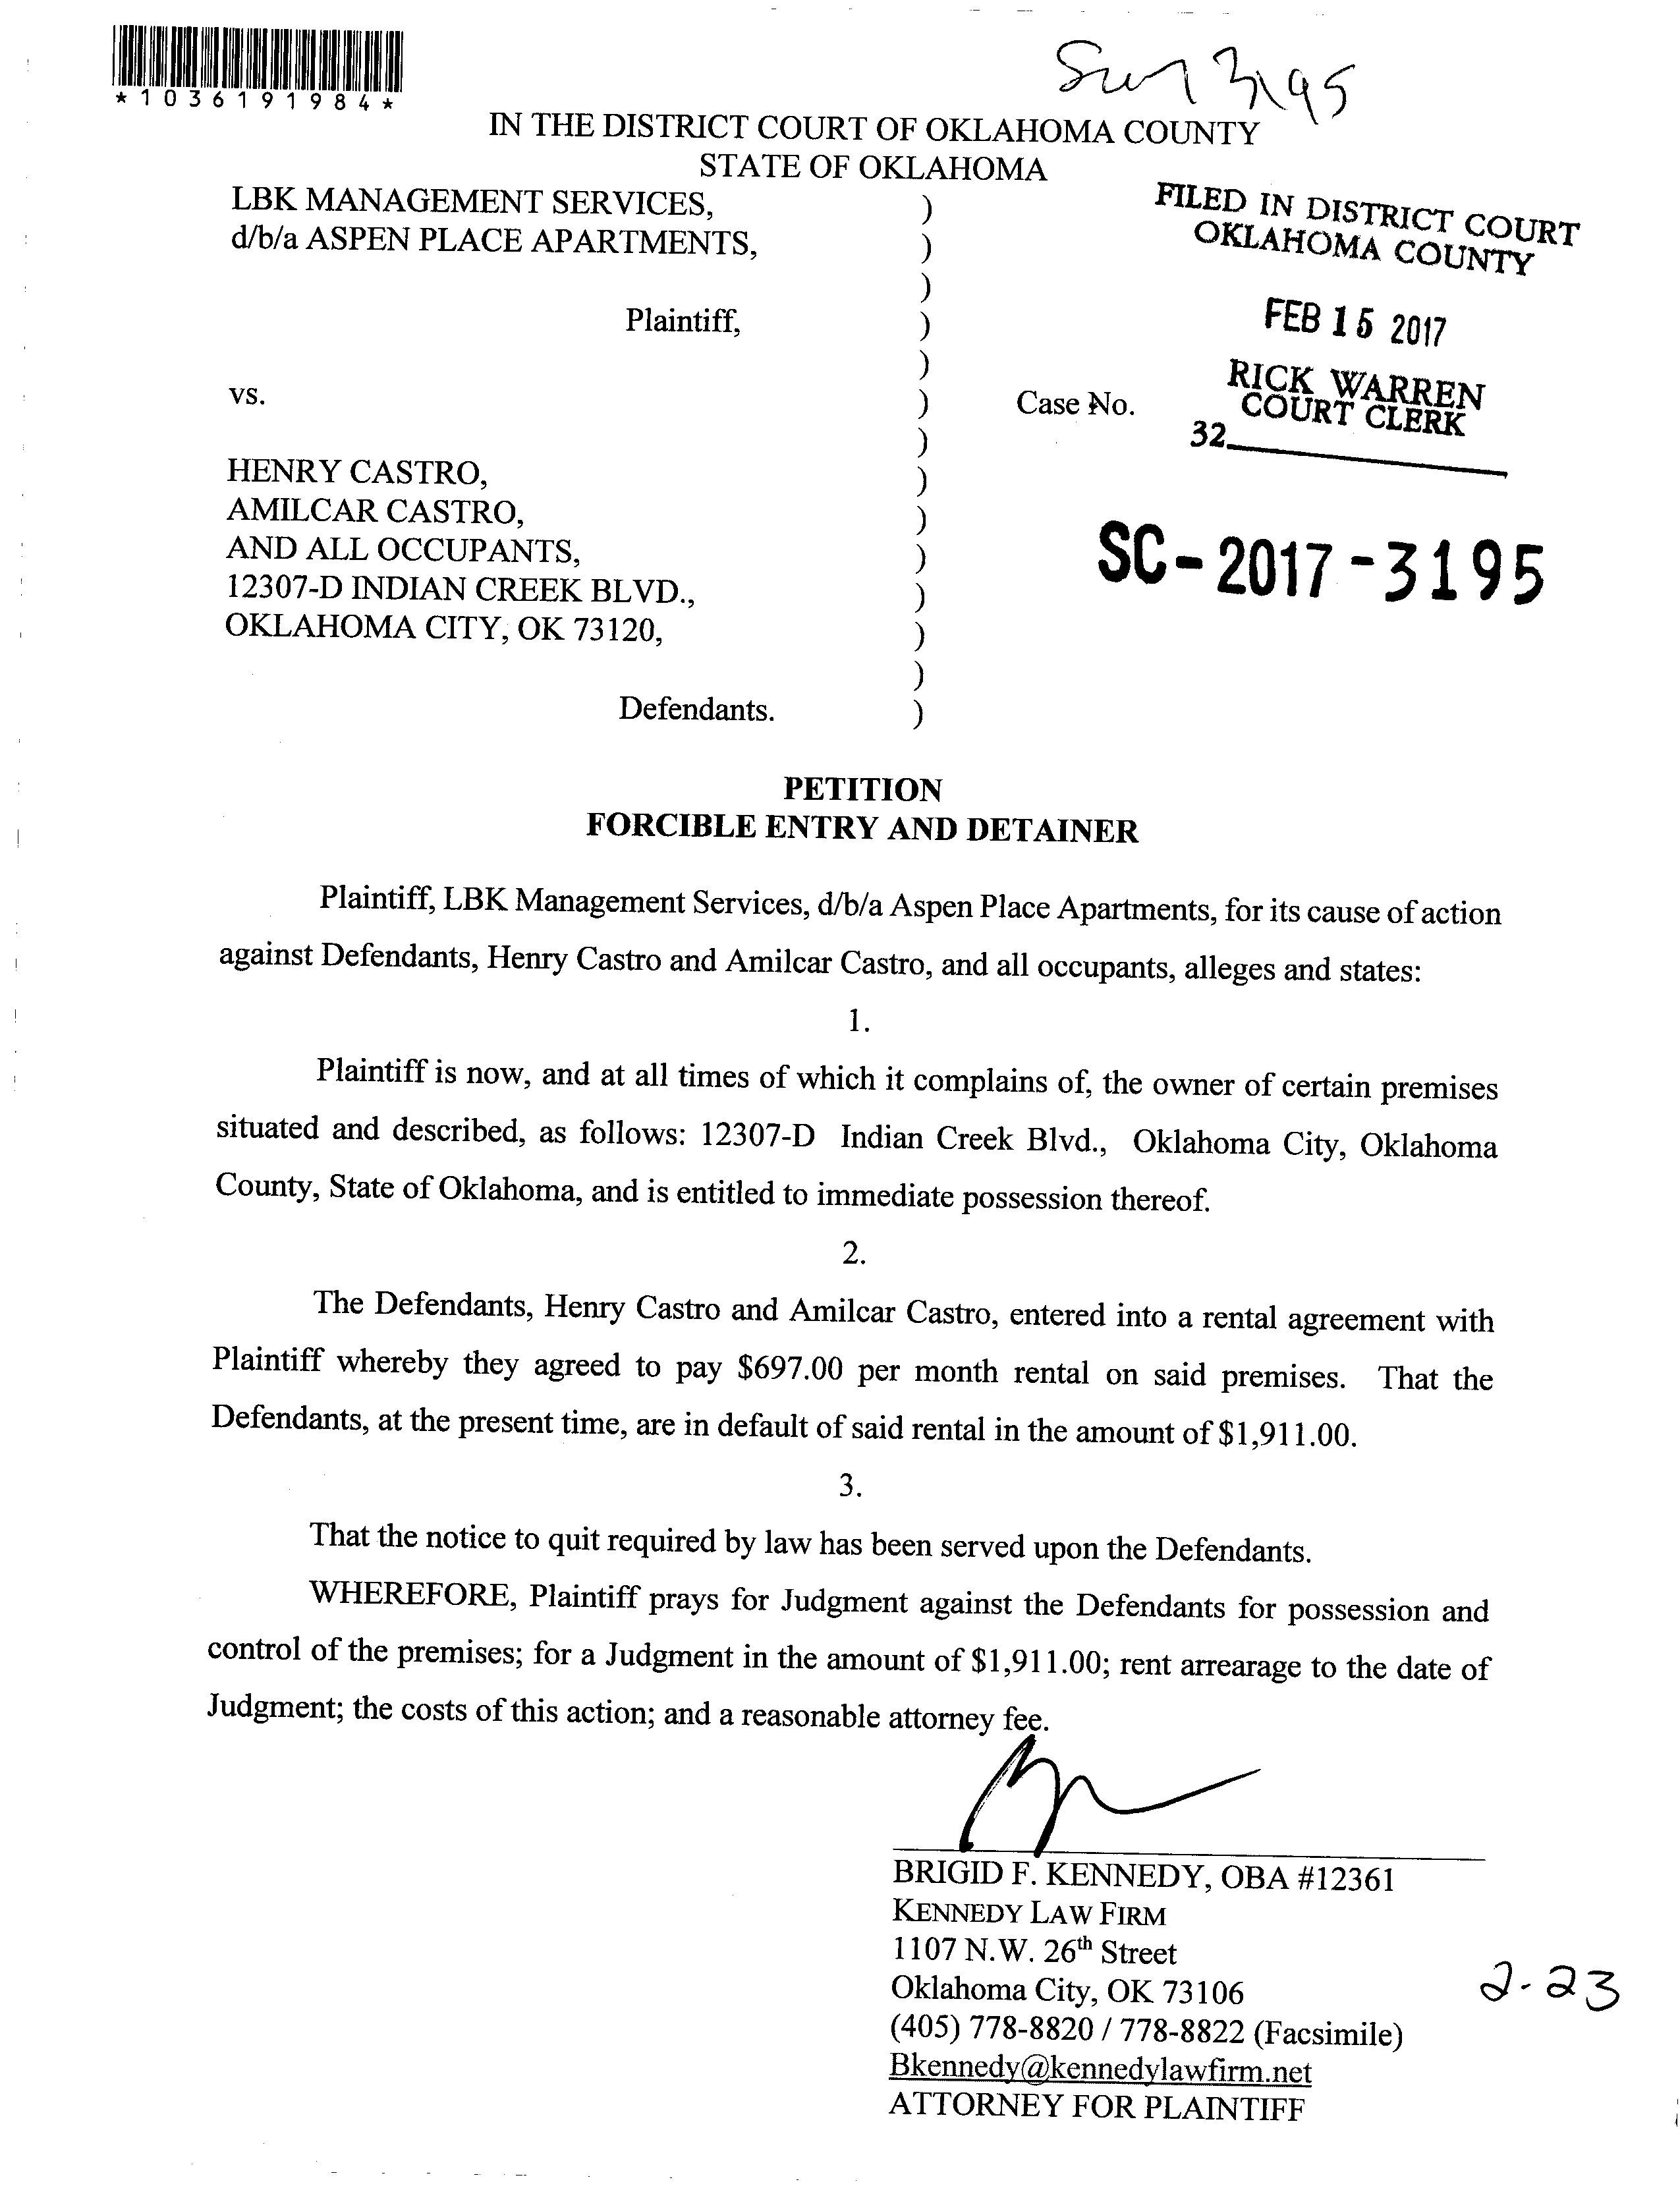 *1036191984*
3195
IN THE DISTRICT COURT OF OKLAHOMA COUNTY
STATE OF OKLAHOMA
LBK MANAGEMENT SERVICES, )
d/b/a ASPEN PLACE APARTMENTS, )
)
Plaintiff, )
)
vs. ) Case No.
)
HENRY CASTRO, )
AMILCAR CASTRO, )
AND ALL OCCUPANTS, )
12307-D INDIAN CREEK BLVD., )
OKLAHOMA CITY, OK 73120, )
)
Defendants. )
FILED IN DISTRICT COURT
OKLAHOMA COUNTY
FEB 15 2017
RICK WARREN
COURT CLERK
32
SC-2017-3195
PETITION
FORCIBLE ENTRY AND DETAINER
Plaintiff, LBK Management Services, d/b/a Aspen Place Apartments, for its cause of action
against Defendants, Henry Castro and Amilcar Castro, and all occupants, alleges and states:
1.
Plaintiff is now, and at all times of which it complains of, the owner of certain premises
situated and described, as follows: 12307-D Indian Creek Blvd., Oklahoma City, Oklahoma
County, State of Oklahoma, and is entitled to immediate possession thereof.
2.
The Defendants, Henry Castro and Amilcar Castro, entered into a rental agreement with
Plaintiff whereby they agreed to pay $697.00 per month rental on said premises. That the
Defendants, at the present time, are in default of said rental in the amount of $1,911.00.
3.
That the notice to quit required by law has been served upon the Defendants.
WHEREFORE, Plaintiff prays for Judgment against the Defendants for possession and
control of the premises; for a Judgment in the amount of $1,911.00; rent arrearage to the date of
Judgment; the costs of this action; and a reasonable attorney fee.
BRIGID F. KENNEDY, OBA #12361
KENNEDY LAW FIRM
1107 N.W. 26th Street
Oklahoma City, OK 73106
(405) 778-8820 / 778-8822 (Facsimile)
Bkennedy@kennedylawfirm.net
ATTORNEY FOR PLAINTIFF
2-23